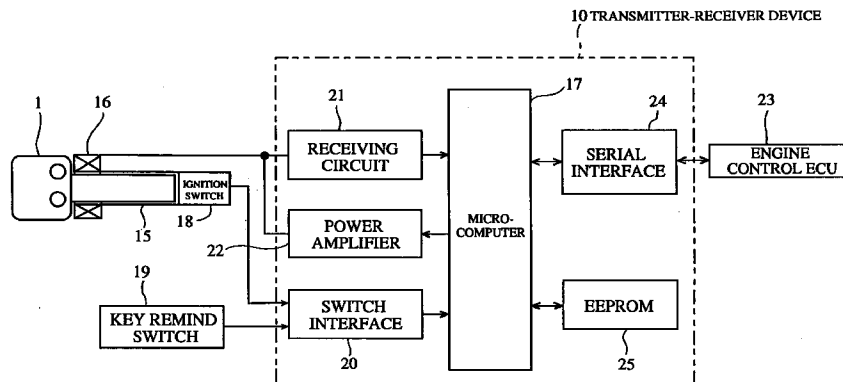 10 TRANSMITTER-RECEIVER DEVICE
1
16
21
17
24
23
RECEIVING
CIRCUIT
SERIAL
INTERFACE
ENGINE
CONTROL ECU
IGNITION
SWITCH
15
18
POWER
AMPLIFIER
22
MICRO-
COMPUTER
19
KEY REMIND
SWITCH
SWITCH
INTERFACE
20
EEPROM
25